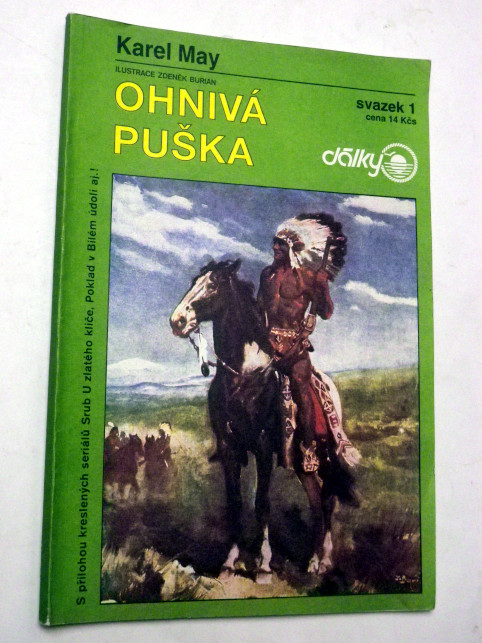 Karel May
ILUSTRACE ZDENĚK BURIAN
OHNIVÁ
PUŠKA
svazek 1
cena 14 Kčs
dálky
S přílohou kreslených seriálů Srub U zlatého klíče, Poklad v Bílém údolí aj.!